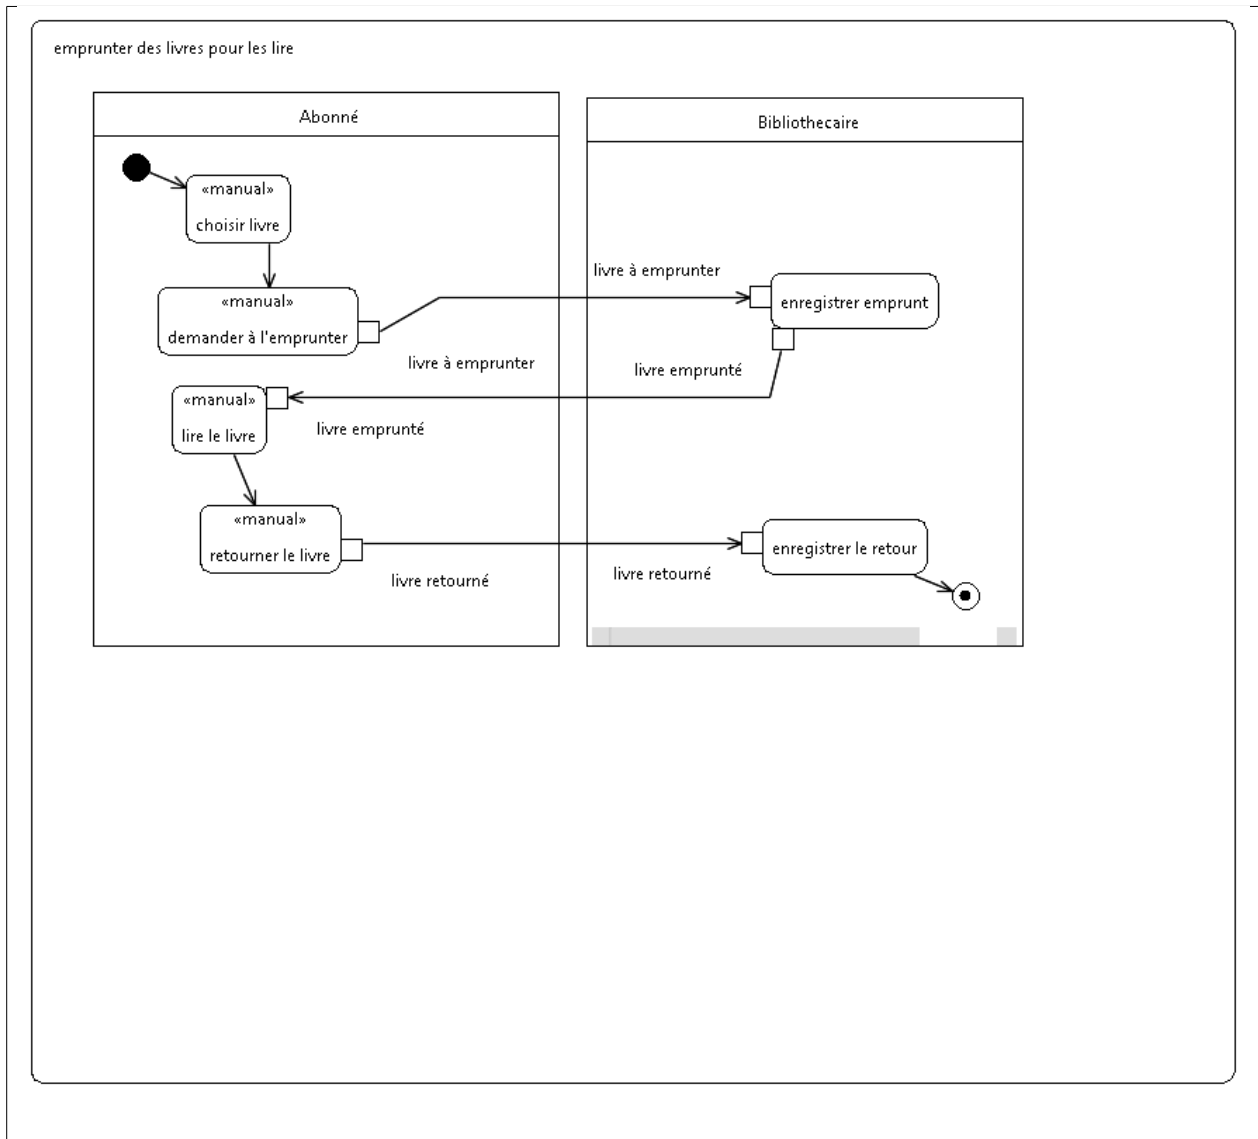 emprunter des livres pour les lire
Abonné
Bibliothecaire
«manual»
choisir livre
«manual»
demander à l'emprunter
livre à emprunter
livre à emprunter
enregistrer emprunt
livre emprunté
«manual»
lire le livre
livre emprunté
«manual»
retourner le livre
livre retourné
livre retourné
enregistrer le retour